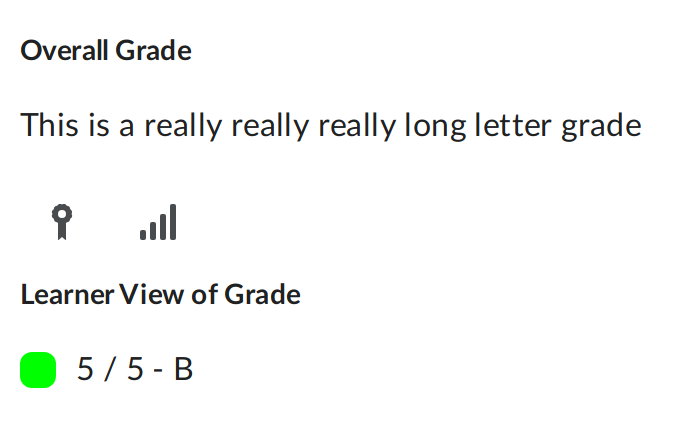 Overall Grade
This is a really really really long letter grade
Learner View of Grade
5 / 5 - B